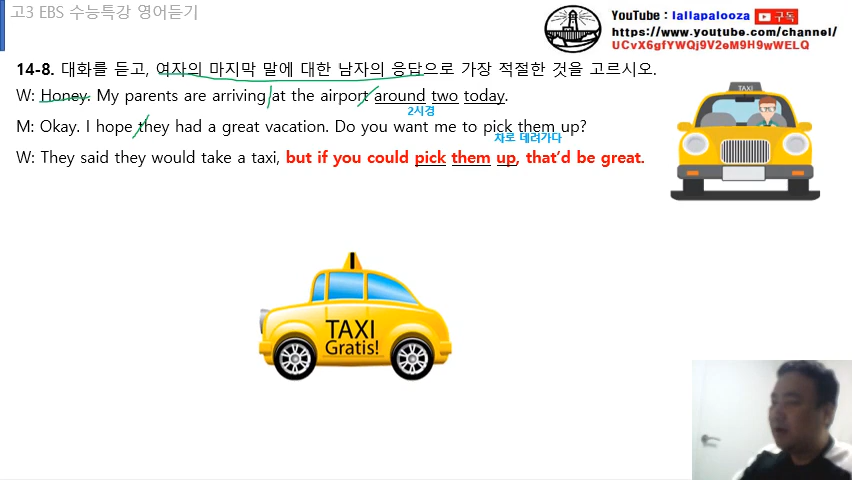 고3 EBS 수능특강 영어듣기
YouTube : lallapalooza 구독
https://www.youtube.com/channel/
UCvX6gfYWQj9V2eM9H9wWELQ
14-8. 대화를 듣고, 여자의 마지막 말에 대한 남자의 응답으로 가장 적절한 것을 고르시오.
W: Honey. My parents are arriving at the airport around two today.
2시경
M: Okay. I hope they had a great vacation. Do you want me to pick them up?
차로 데려가다
W: They said they would take a taxi, but if you could pick them up, that’d be great.
TAXI
TAXI
Gratis!